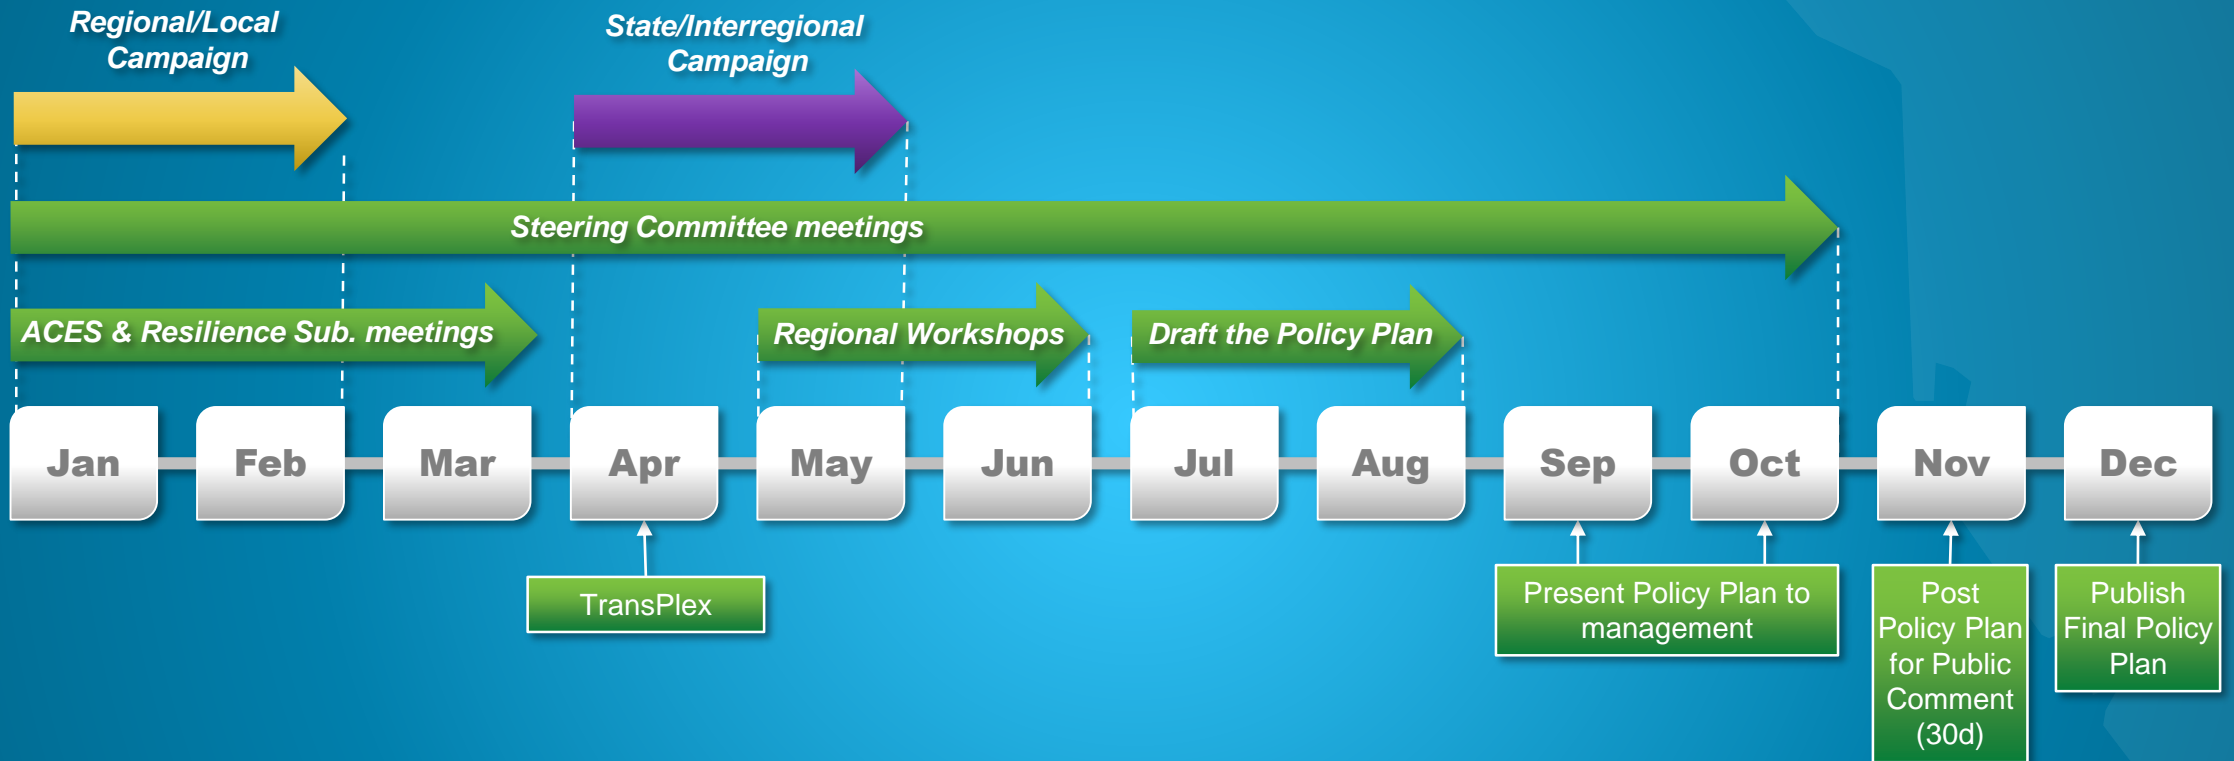 Regional/Local
Campaign
State/Interregional
Campaign
Steering Committee meetings
ACES & Resilience Sub. meetings
Regional Workshops
Draft the Policy Plan
Jan
Feb
Mar
Apr
May
Jun
Jul
Aug
Sep
Oct
Nov
Dec
TransPlex
Present Policy Plan to
management
Post
Policy Plan
for Public
Comment
(30d)
Publish
Final Policy
Plan